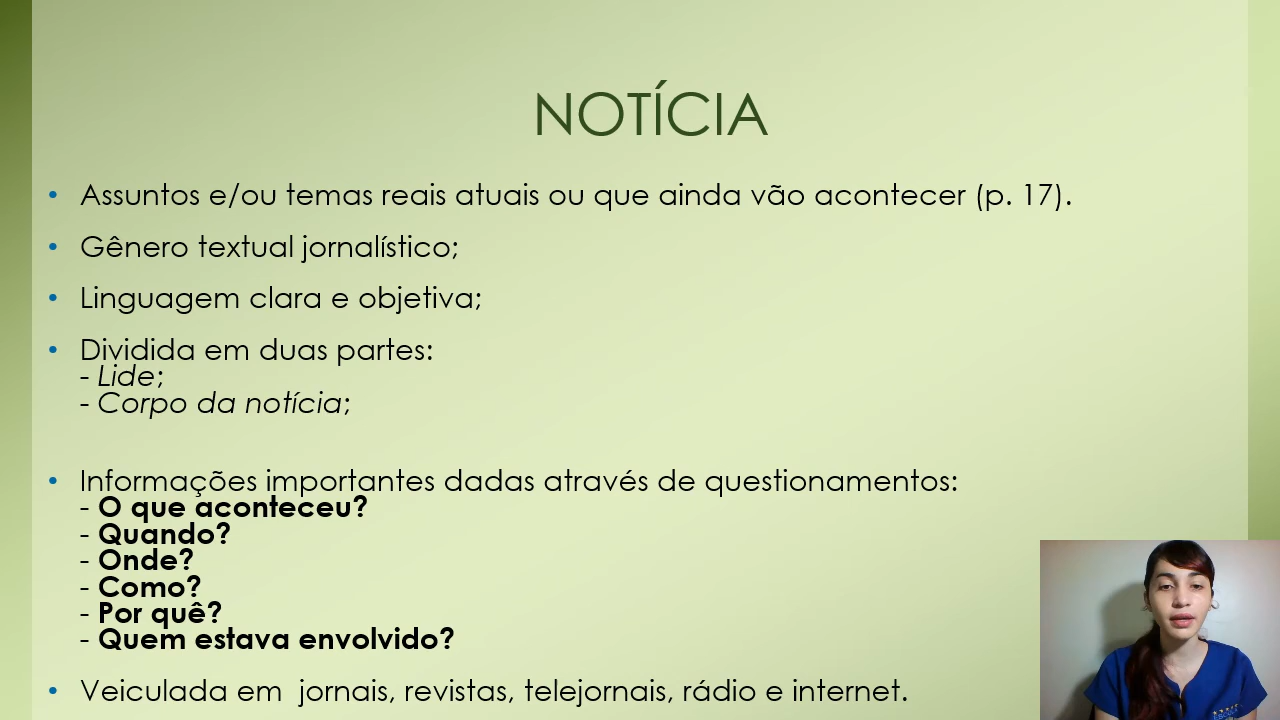 NOTÍCIA
• Assuntos e/ou temas reais atuais ou que ainda vão acontecer (p. 17).
• Gênero textual jornalístico;
• Linguagem clara e objetiva;
• Dividida em duas partes:
- Lide;
- Corpo da notícia;
• Informações importantes dadas através de questionamentos:
- O que aconteceu?
- Quando?
- Onde?
- Como?
- Por quê?
- Quem estava envolvido?
• Veiculada em  jornais, revistas, telejornais, rádio e internet.